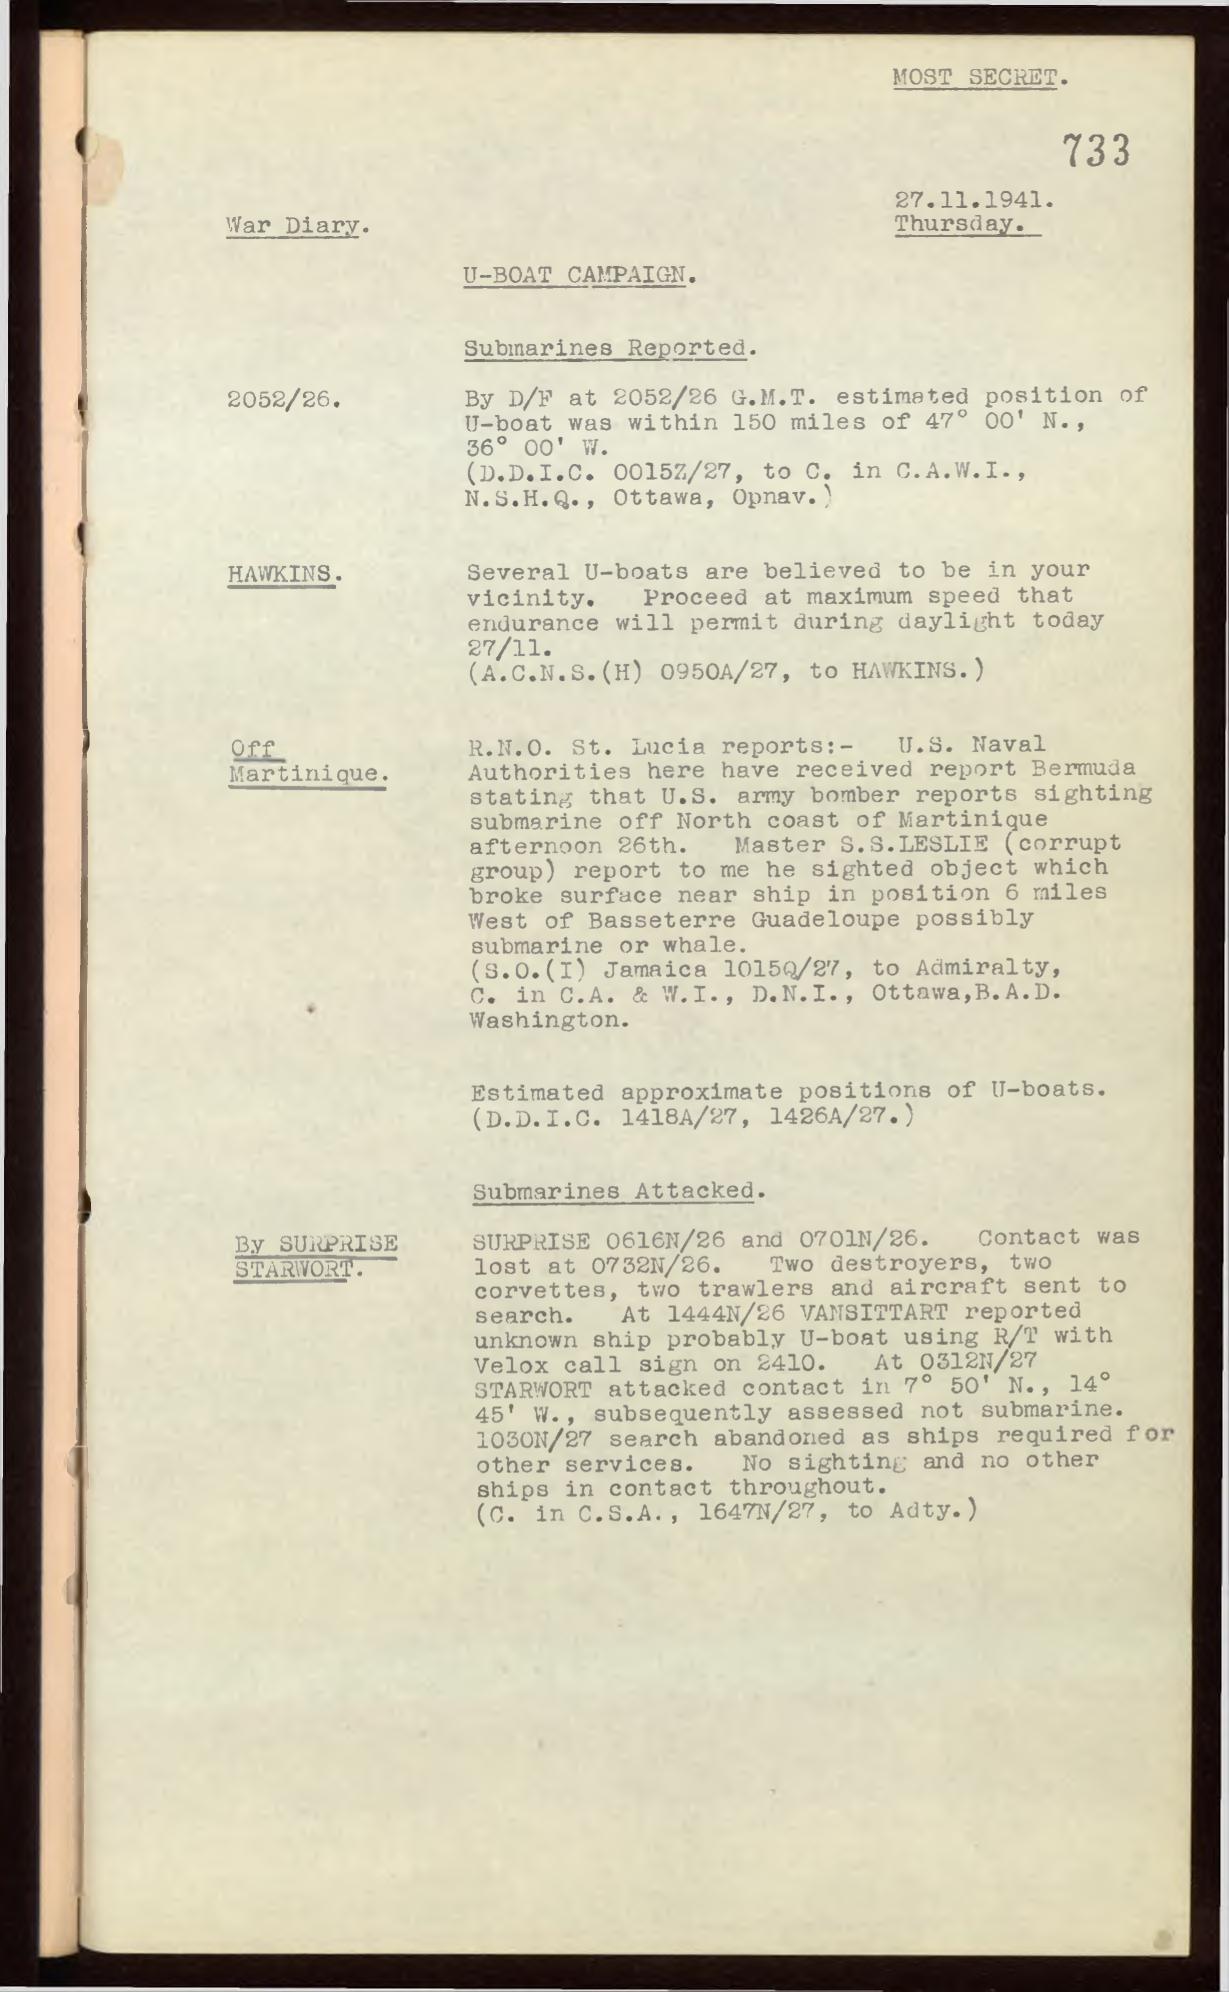 MOST SECRET.
733
27.11.1941.
War Diary.
Thursday.
U-BOAT CAMPAIGN.
Submarines Reported.
2052/26.
By D/F at 2052/26 G.M.T. estimated position of
U-boat was within 150 miles of 47° 00' N.,
36° 00' W.
(D.D.I.C. 0015Z/27, to C. in C.A.W.I.,
N.S.H.Q., Ottawa, Opnav.)
HAWKINS.
Several U-boats are believed to be in your
vicinity. Proceed at maximum speed that
endurance will permit during daylight today
27/11.
(A.C.N.S.(H) 0950A/27, to HAWKINS.)
Off
Martinique.
R.N.O. St. Lucia reports:- U.S. Naval
Authorities here have received report Bermuda
stating that U.S. army bomber reports sighting
submarine off North coast of Martinique
afternoon 26th. Master S.S.LESLIE (corrupt
group) report to me he sighted object which
broke surface near ship in position 6 miles
West of Basseterre Guadeloupe possibly
submarine or whale.
(S.O.(I) Jamaica 1015Q/27, to Admiralty,
C. in C.A. & W.I., D.N.I., Ottawa,B.A.D.
Washington.
Estimated approximate positions of U-boats.
(D.D.I.C. 1418A/27, 1426A/27.)
Submarines Attacked.
By SURPRISE
STARWORT.
SURPRISE 0616N/26 and 0701N/26. Contact was
lost at 0732N/26. Two destroyers, two
corvettes, two trawlers and aircraft sent to
search. At 1444N/26 VANSITTART reported
unknown ship probably U-boat using R/T with
Velox call sign on 2410. At 0312N/27
STARWORT attacked contact in 7° 50' N., 14°
45' W., subsequently assessed not submarine.
1030N/27 search abandoned as ships required for
other services. No sighting and no other
ships in contact throughout.
(C. in C.S.A., 1647N/27, to Adty.)